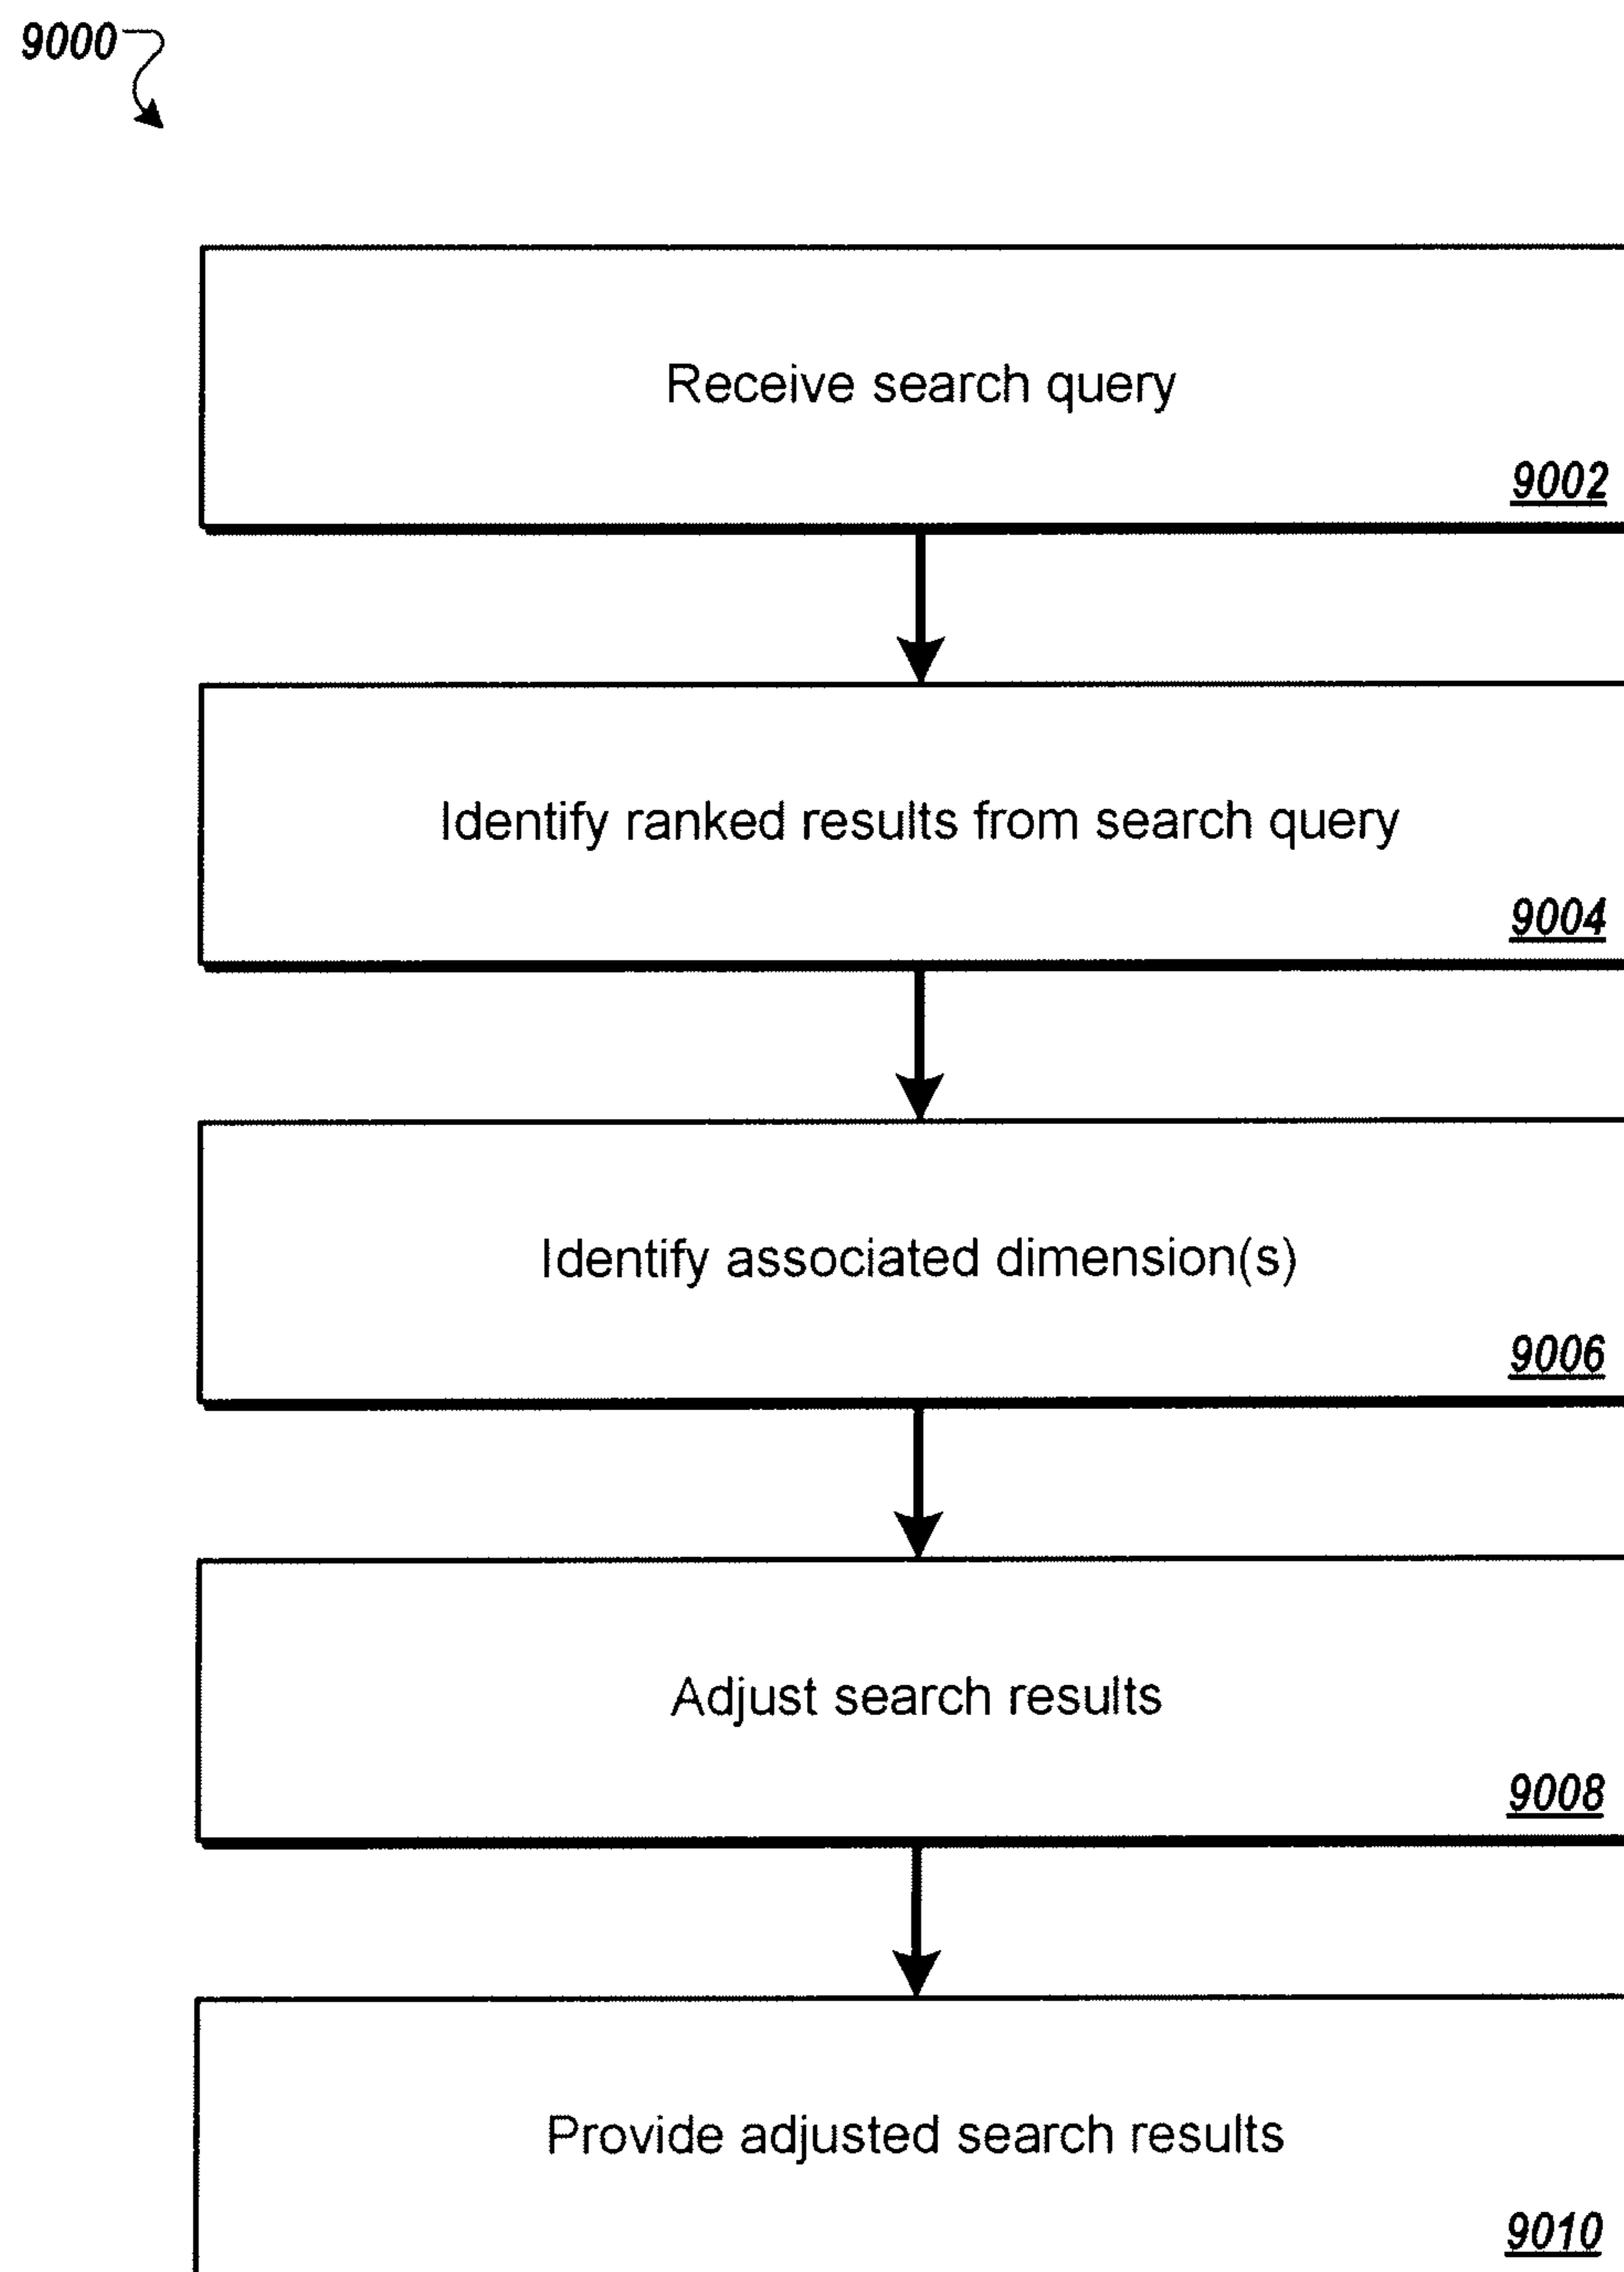 9000
Receive search query
9002
Identify ranked results from search query
9004
Identify associated dimension(s)
9006
Adjust search results
9008
Provide adjusted search results
9010